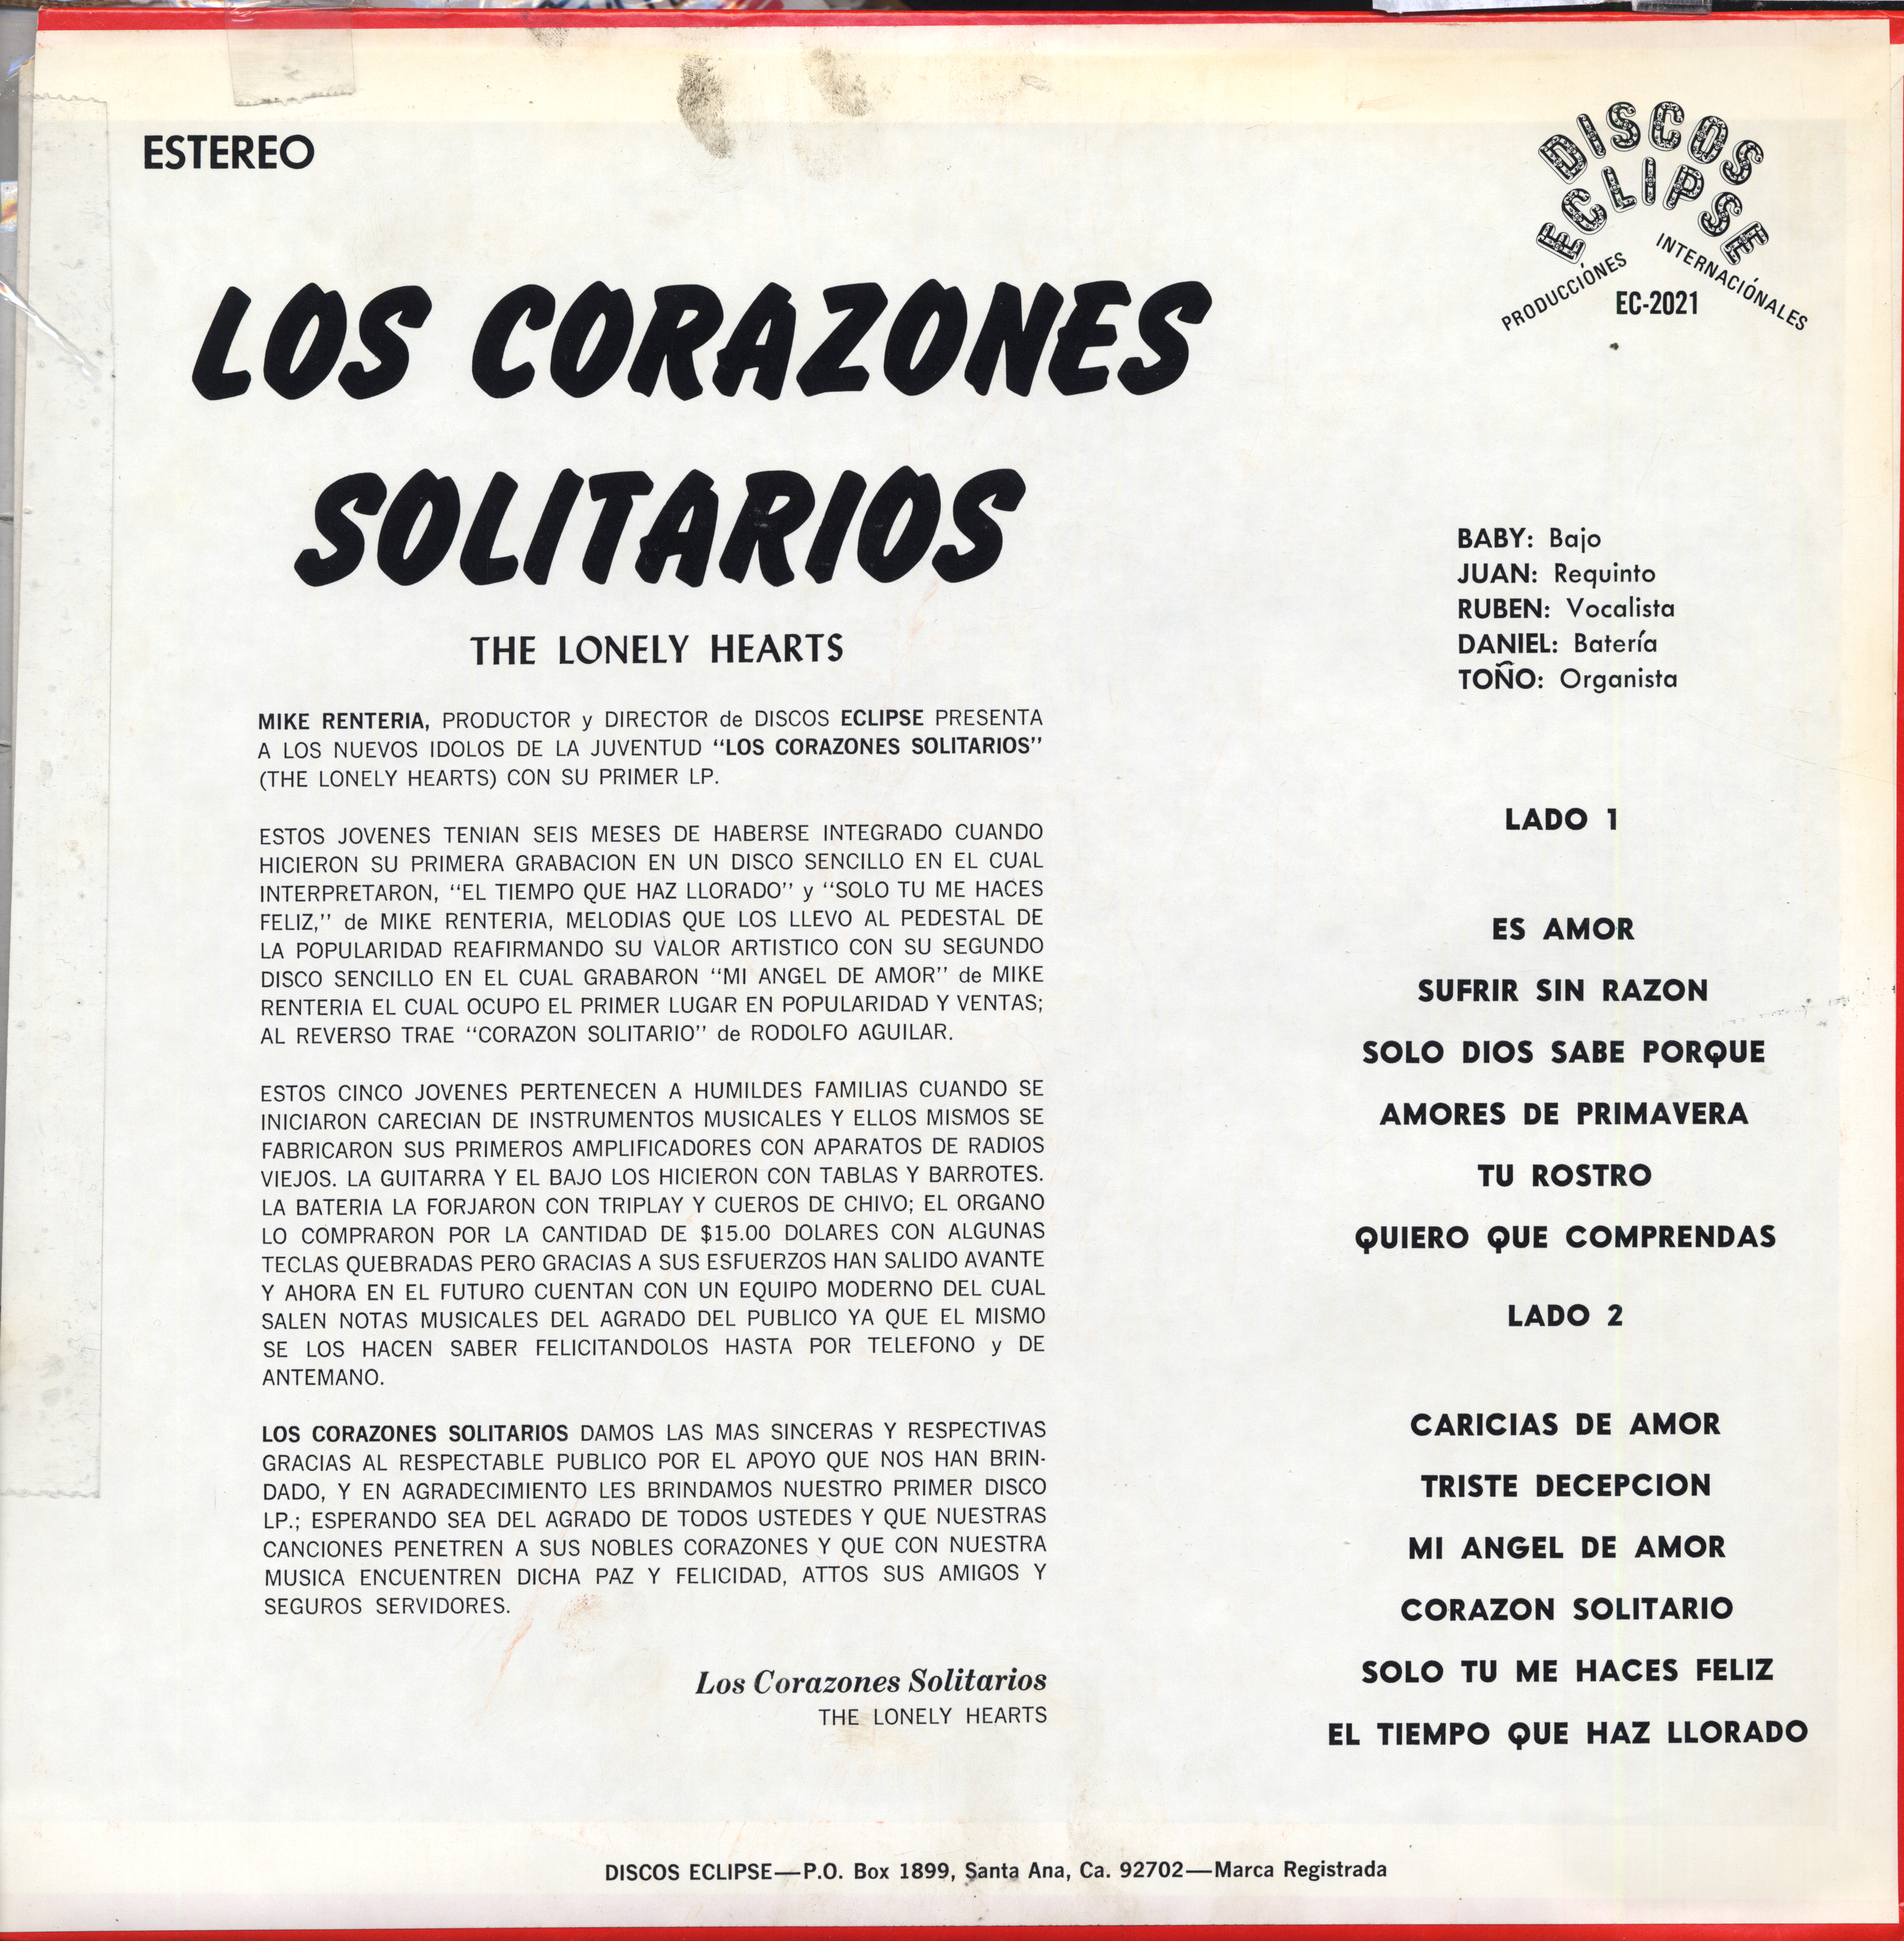 ESTEREO
DISCOS
ECLIPSE
PRODUCCIÓNES INTERNACIÓNALES
EC-2021
LOS CORAZONES
SOLITARIOS
THE LONELY HEARTS
MIKE RENTERIA, PRODUCTOR y DIRECTOR de DISCOS ECLIPSE PRESENTA
A LOS NUEVOS IDOLOS DE LA JUVENTUD “LOS CORAZONES SOLITARIOS”
(THE LONELY HEARTS) CON SU PRIMER LP.
ESTOS JOVENES TENIAN SEIS MESES DE HABERSE INTEGRADO CUANDO
HICIERON SU PRIMERA GRABACION EN UN DISCO SENCILLO EN EL CUAL
INTERPRETARON, “EL TIEMPO QUE HAZ LLORADO” y “SOLO TU ME HACES
FELIZ,” de MIKE RENTERIA, MELODIAS QUE LOS LLEVO AL PEDESTAL DE
LA POPULARIDAD REAFIRMANDO SU VALOR ARTISTICO CON SU SEGUNDO
DISCO SENCILLO EN EL CUAL GRABARON “MI ANGEL DE AMOR” de MIKE
RENTERIA EL CUAL OCUPO EL PRIMER LUGAR EN POPULARIDAD Y VENTAS;
AL REVERSO TRAE “CORAZON SOLITARIO” de RODOLFO AGUILAR.
ESTOS CINCO JOVENES PERTENECEN A HUMILDES FAMILIAS CUANDO SE
INICIARON CARECIAN DE INSTRUMENTOS MUSICALES Y ELLOS MISMOS SE
FABRICARON SUS PRIMEROS AMPLIFICADORES CON APARATOS DE RADIOS
VIEJOS. LA GUITARRA Y EL BAJO LOS HICIERON CON TABLAS Y BARROTES.
LA BATERIA LA FORJARON CON TRIPLAY Y CUEROS DE CHIVO; EL ORGANO
LO COMPRARON POR LA CANTIDAD DE $15.00 DOLARES CON ALGUNAS
TECLAS QUEBRADAS PERO GRACIAS A SUS ESFUERZOS HAN SALIDO AVANTE
Y AHORA EN EL FUTURO CUENTAN CON UN EQUIPO MODERNO DEL CUAL
SALEN NOTAS MUSICALES DEL AGRADO DEL PUBLICO YA QUE EL MISMO
SE LOS HACEN SABER FELICITANDOLOS HASTA POR TELEFONO y DE
ANTEMANO.
LOS CORAZONES SOLITARIOS DAMOS LAS MAS SINCERAS Y RESPECTIVAS
GRACIAS AL RESPECTABLE PUBLICO POR EL APOYO QUE NOS HAN BRIN-
DADO, Y EN AGRADECIMIENTO LES BRINDAMOS NUESTRO PRIMER DISCO
LP.; ESPERANDO SEA DEL AGRADO DE TODOS USTEDES Y QUE NUESTRAS
CANCIONES PENETREN A SUS NOBLES CORAZONES Y QUE CON NUESTRA
MUSICA ENCUENTREN DICHA PAZ Y FELICIDAD, ATTOS SUS AMIGOS Y
SEGUROS SERVIDORES.
Los Corazones Solitarios
THE LONELY HEARTS
BABY: Bajo
JUAN: Requinto
RUBEN: Vocalista
DANIEL: Batería
TOÑO: Organista
LADO 1
ES AMOR
SUFRIR SIN RAZON
SOLO DIOS SABE PORQUE
AMORES DE PRIMAVERA
TU ROSTRO
QUIERO QUE COMPRENDAS
LADO 2
CARICIAS DE AMOR
TRISTE DECEPCION
MI ANGEL DE AMOR
CORAZON SOLITARIO
SOLO TU ME HACES FELIZ
EL TIEMPO QUE HAZ LLORADO
DISCOS ECLIPSE—P.O. Box 1899, Santa Ana, Ca. 92702—Marca Registrada